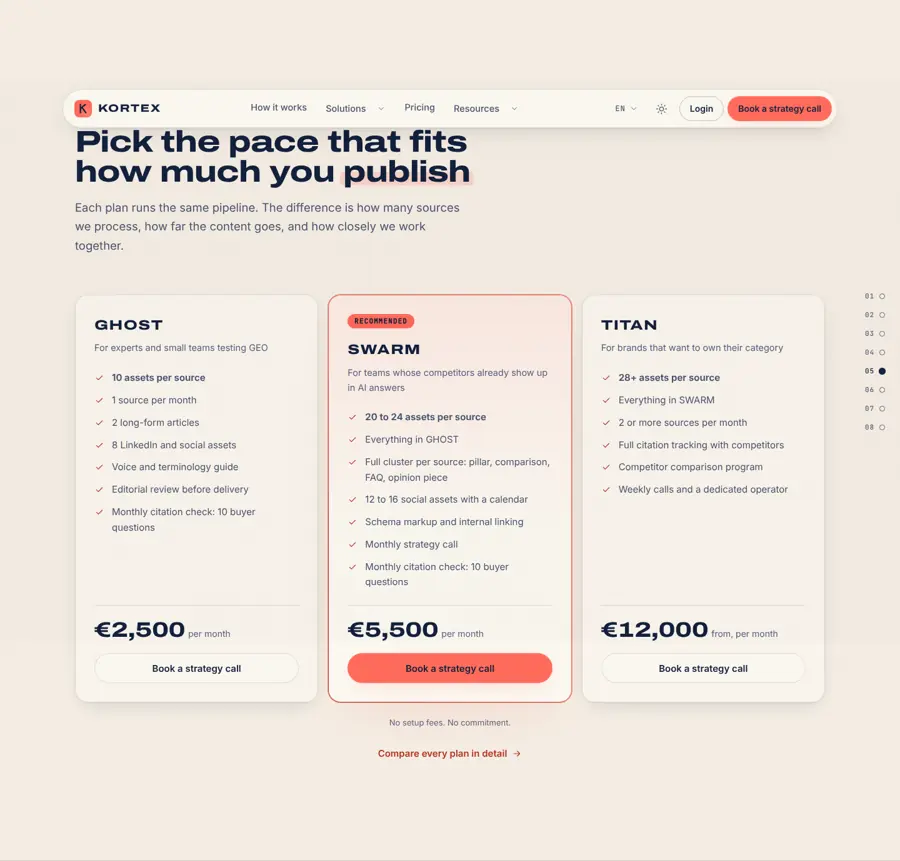 K KORTEX
How it works
Solutions
Pricing
Resources
EN
Login
Book a strategy call
Pick the pace that fits
how much you publish
Each plan runs the same pipeline. The difference is how many sources
we process, how far the content goes, and how closely we work
together.
GHOST
For experts and small teams testing GEO
10 assets per source
1 source per month
2 long-form articles
8 LinkedIn and social assets
Voice and terminology guide
Editorial review before delivery
Monthly citation check: 10 buyer
questions
€2,500 per month
Book a strategy call
RECOMMENDED
SWARM
For teams whose competitors already show up
in AI answers
20 to 24 assets per source
Everything in GHOST
Full cluster per source: pillar, comparison,
FAQ, opinion piece
12 to 16 social assets with a calendar
Schema markup and internal linking
Monthly strategy call
Monthly citation check: 10 buyer
questions
€5,500 per month
Book a strategy call
TITAN
For brands that want to own their category
28+ assets per source
Everything in SWARM
2 or more sources per month
Full citation tracking with competitors
Competitor comparison program
Weekly calls and a dedicated operator
€12,000 from, per month
Book a strategy call
No setup fees. No commitment.
Compare every plan in detail →
01
02
03
04
05
06
07
08